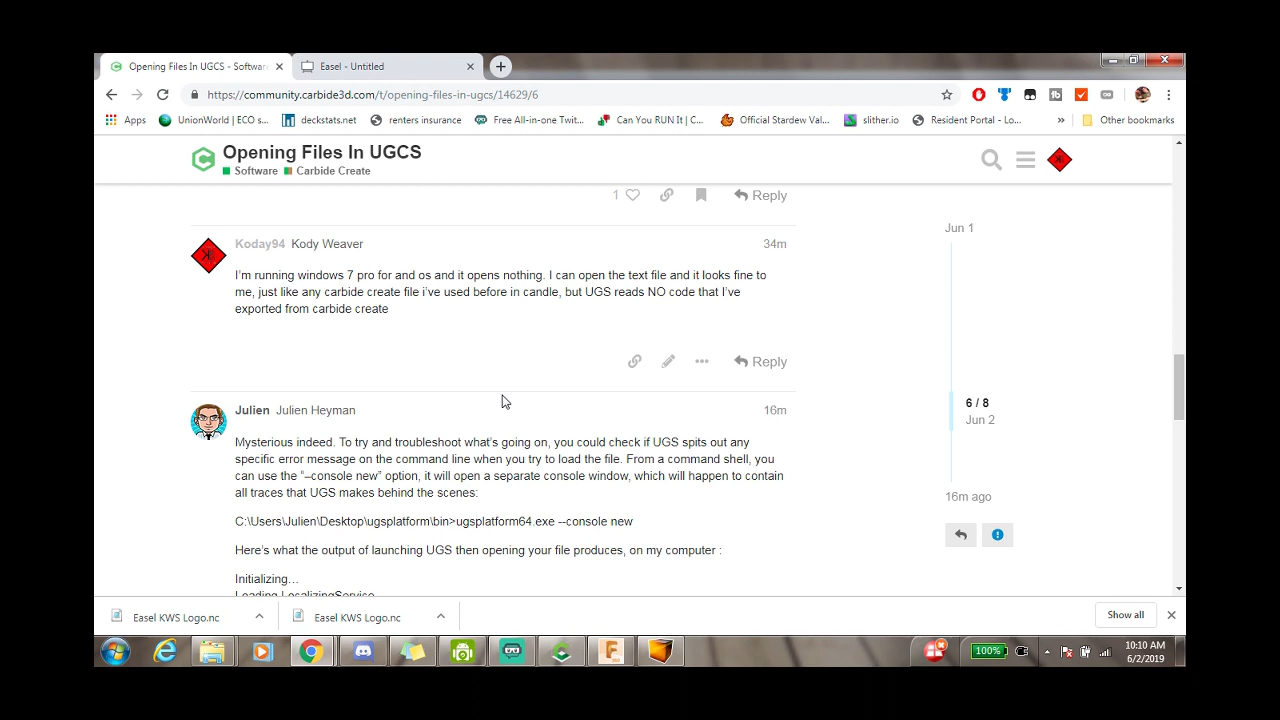 Opening Files In UGCS - Softwar
Easel - Untitled
https://community.carbide3d.com/t/opening-files-in-ugcs/14629/6
Apps
UnionWorld | ECO s...
deckstats.net
renters insurance
Free All-in-one Twit...
Can You RUN It | C...
Official Stardew Val...
slither.io
Resident Portal - Lo...
»
Other bookmarks
Opening Files In UGCS
Software Carbide Create
1 Reply
Koday94 Kody Weaver 34m
I'm running windows 7 pro for and os and it opens nothing. I can open the text file and it looks fine to
me, just like any carbide create file i've used before in candle, but UGS reads NO code that I've
exported from carbide create
Reply
Julien Julien Heyman 16m
Mysterious indeed. To try and troubleshoot what's going on, you could check if UGS spits out any
specific error message on the command line when you try to load the file. From a command shell, you
can use the "–console new" option, it will open a separate console window, which will happen to contain
all traces that UGS makes behind the scenes:
C:\Users\Julien\Desktop\ugsplatform\bin>ugsplatform64.exe --console new
Here's what the output of launching UGS then opening your file produces, on my computer :
Initializing…
Loading LocalizingService
Jun 1
6 / 8
Jun 2
16m ago
Easel KWS Logo.nc
Easel KWS Logo.nc
Show all
100%
10:10 AM
6/2/2019